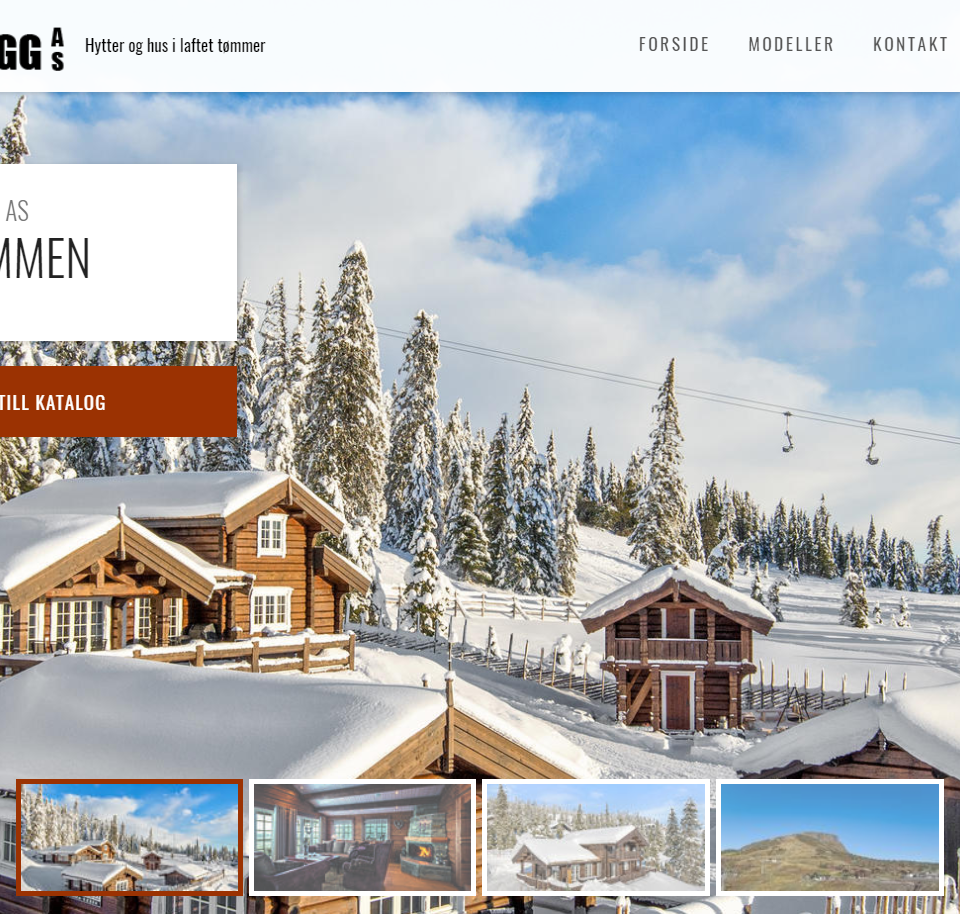 GG AS
Hytter og hus i laftet tømmer
FORSIDE
MODELLER
KONTAKT
AS
MMEN
TILL KATALOG